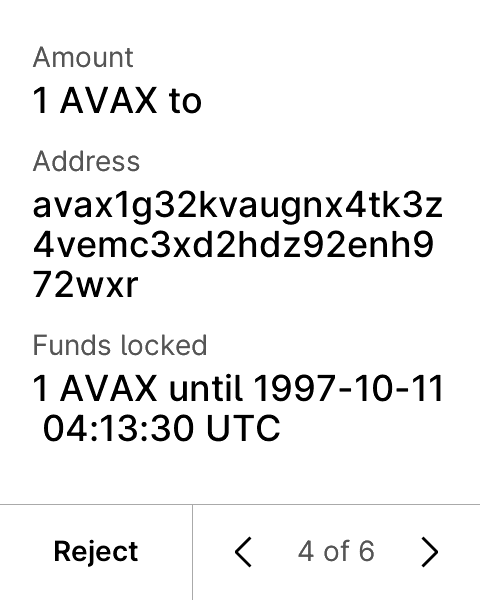 Amount
1 AVAX to
Address
avax1g32kvaugnx4tk3z
4vemc3xd2hdz92enh9
72wxr
Funds locked
1 AVAX until 1997-10-11
04:13:30 UTC
Reject
4 of 6